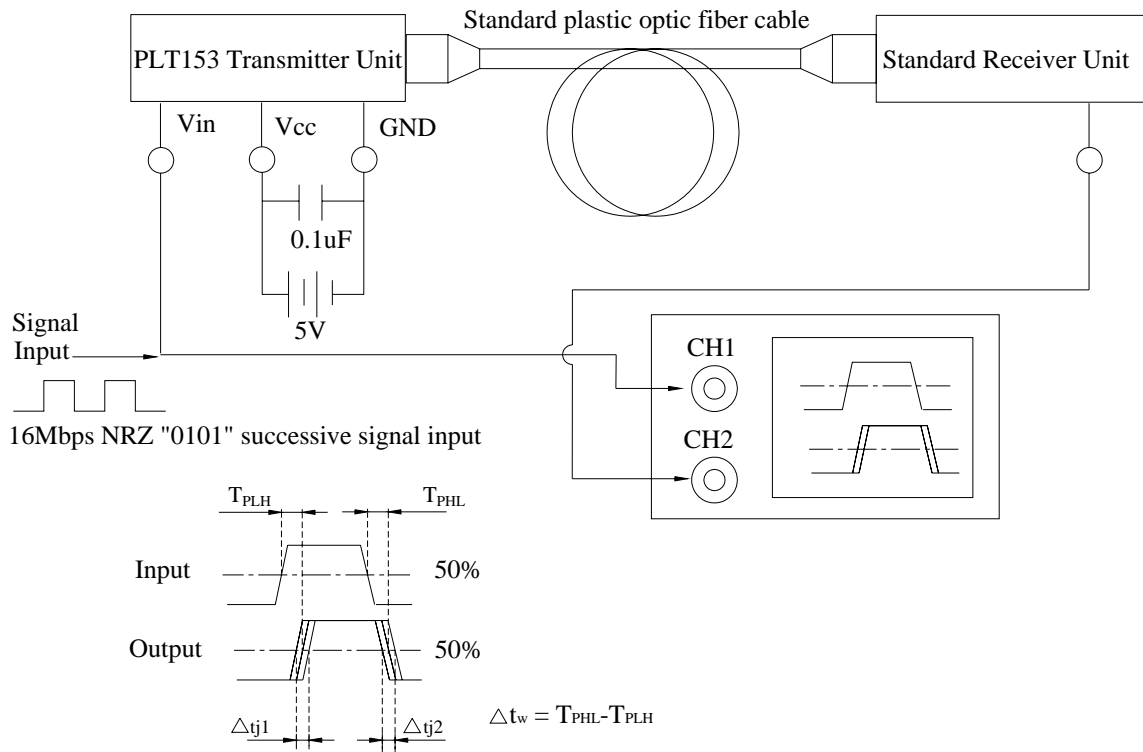 Standard plastic optic fiber cable
PLT153 Transmitter Unit
Standard Receiver Unit
Vin
Vcc
GND
0.1uF
5V
Signal
Input
16Mbps NRZ "0101" successive signal input
CH1
CH2
TPLH
TPHL
Input
50%
Output
50%
△tj1
△tj2
△tw = TPHL-TPLH